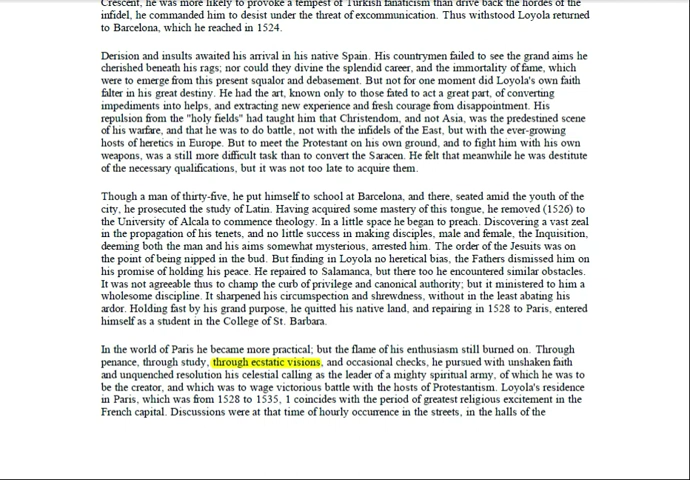 Crescent, he was more likely to provoke a tempest of Turkish fanaticism than drive back the hordes of the
infidel, he commanded him to desist under the threat of excommunication. Thus withstood Loyola returned
to Barcelona, which he reached in 1524.
Derision and insults awaited his arrival in his native Spain. His countrymen failed to see the grand aims he
cherished beneath his rags; nor could they divine the splendid career, and the immortality of fame, which
were to emerge from this present squalor and debasement. But not for one moment did Loyola's own faith
falter in his great destiny. He had the art, known only to those fated to act a great part, of converting
impediments into helps, and extracting new experience and fresh courage from disappointment. His
repulsion from the "holy fields" had taught him that Christendom, and not Asia, was the predestined scene
of his warfare, and that he was to do battle, not with the infidels of the East, but with the ever-growing
hosts of heretics in Europe. But to meet the Protestant on his own ground, and to fight him with his own
weapons, was a still more difficult task than to convert the Saracen. He felt that meanwhile he was destitute
of the necessary qualifications, but it was not too late to acquire them.
Though a man of thirty-five, he put himself to school at Barcelona, and there, seated amid the youth of the
city, he prosecuted the study of Latin. Having acquired some mastery of this tongue, he removed (1526) to
the University of Alcala to commence theology. In a little space he began to preach. Discovering a vast zeal
in the propagation of his tenets, and no little success in making disciples, male and female, the Inquisition,
deeming both the man and his aims somewhat mysterious, arrested him. The order of the Jesuits was on
the point of being nipped in the bud. But finding in Loyola no heretical bias, the Fathers dismissed him on
his promise of holding his peace. He repaired to Salamanca, but there too he encountered similar obstacles.
It was not agreeable thus to champ the curb of privilege and canonical authority; but it ministered to him a
wholesome discipline. It sharpened his circumspection and shrewdness, without in the least abating his
ardor. Holding fast by his grand purpose, he quitted his native land, and repairing in 1528 to Paris, entered
himself as a student in the College of St. Barbara.
In the world of Paris he became more practical; but the flame of his enthusiasm still burned on. Through
penance, through study, through ecstatic visions, and occasional checks, he pursued with unshaken faith
and unquenched resolution his celestial calling as the leader of a mighty spiritual army, of which he was to
be the creator, and which was to wage victorious battle with the hosts of Protestantism. Loyola's residence
in Paris, which was from 1528 to 1535, 1 coincides with the period of greatest religious excitement in the
French capital. Discussions were at that time of hourly occurrence in the streets, in the halls of the